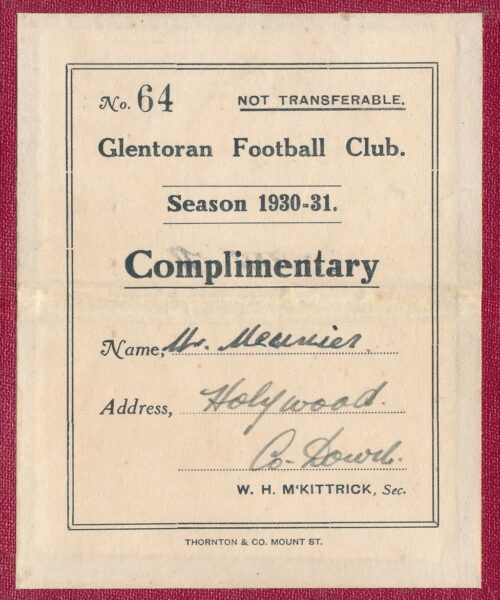 No. 64 NOT TRANSFERABLE.
Glentoran Football Club.
Season 1930-31.
Complimentary
Name, Mr. Meunier.
Address, Holywood.
Co-Down.
W. H. M'KITTRICK, Sec.
THORNTON & CO. MOUNT ST.